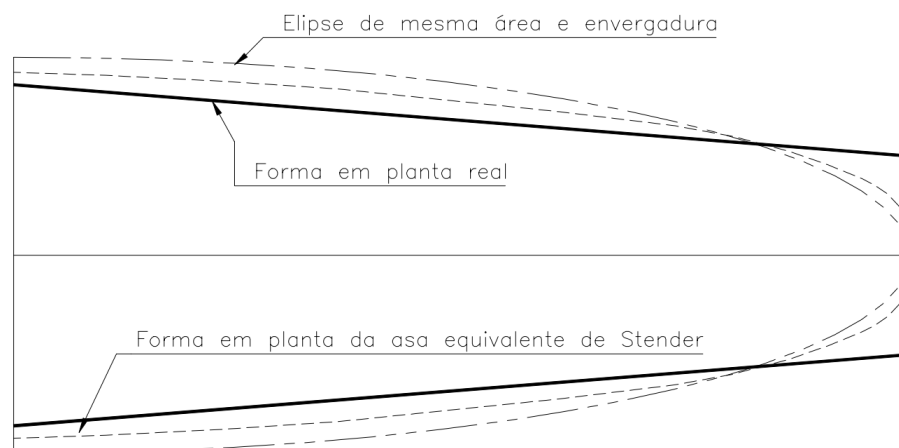 Elipse de mesma área e envergadura
Forma em planta real
Forma em planta da asa equivalente de Stender